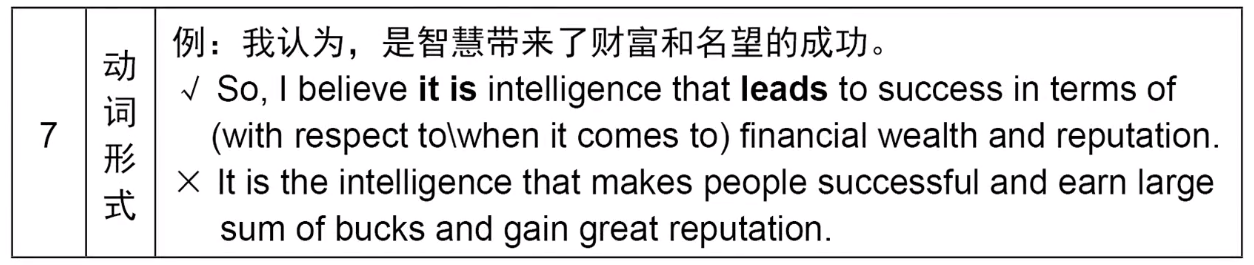 7
动词形式
例：我认为，是智慧带来了财富和名望的成功。
√ So, I believe it is intelligence that leads to success in terms of
(with respect to\when it comes to) financial wealth and reputation.
× It is the intelligence that makes people successful and earn large
sum of bucks and gain great reputation.